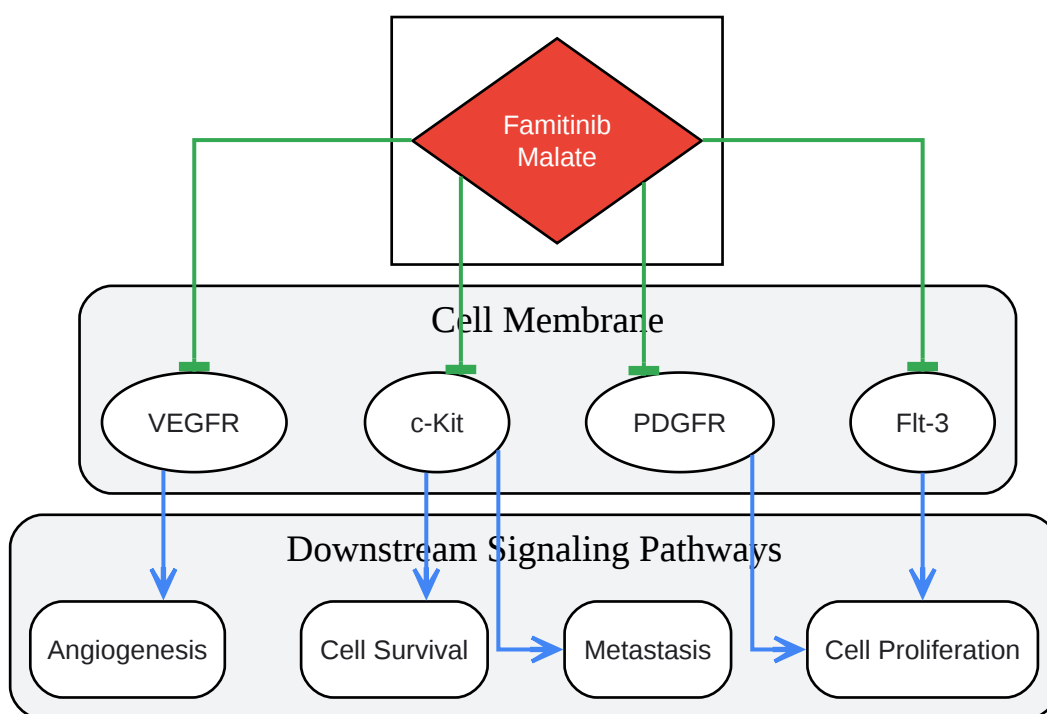 Famitinib
Malate
Cell Membrane
VEGFR
c-Kit
PDGFR
Flt-3
Downstream Signaling Pathways
Angiogenesis
Cell Survival
Metastasis
Cell Proliferation